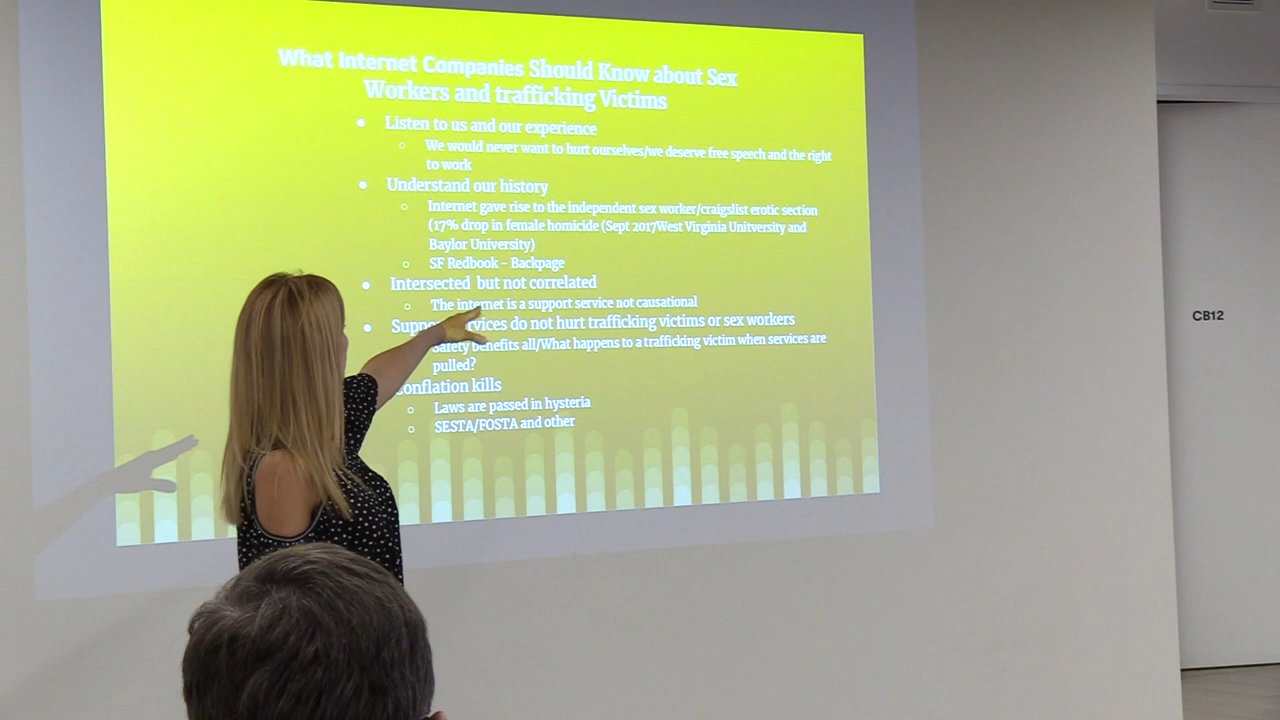 What Internet Companies Should Know about Sex
Workers and trafficking Victims
Listen to us and our experience
We would never want to hurt ourselves/we deserve free speech and the right
to work
Understand our history
Internet gave rise to the independent sex worker/craigslist erotic section
(17% drop in female homicide (Sept 2017West Virginia Unitversity and
Baylor University)
SF Redbook – Backpage
Intersected but not correlated
The internet is a support service not causational
do not hurt trafficking victims or sex workers
Safety benefits all/What happens to a trafficking victim when services are
pulled?
Conflation kills
Laws are passed in hysteria
SESTA/FOSTA and other
CB12